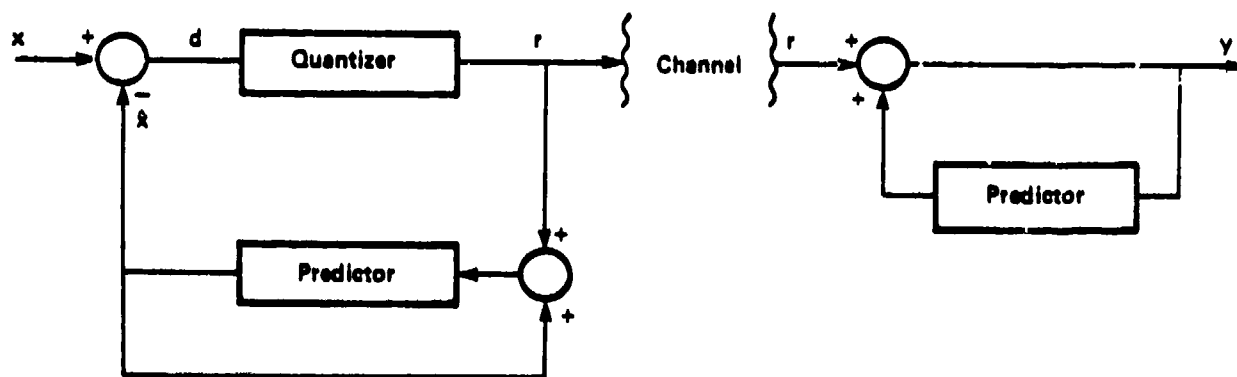 x + d Quantizer r Channel r + y
− x̂ +
Predictor
+
Predictor
+